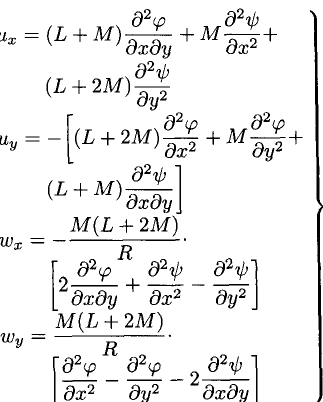 u_x = (L + M) ∂²φ/∂x∂y + M ∂²ψ/∂x² +
(L + 2M) ∂²ψ/∂y²
u_y = −[(L + 2M) ∂²φ/∂x² + M ∂²φ/∂y² +
(L + M) ∂²ψ/∂x∂y]
w_x = − M(L + 2M)/R ·
[2 ∂²φ/∂x∂y + ∂²ψ/∂x² − ∂²ψ/∂y²]
w_y = M(L + 2M)/R ·
[∂²φ/∂x² − ∂²φ/∂y² − 2 ∂²ψ/∂x∂y]